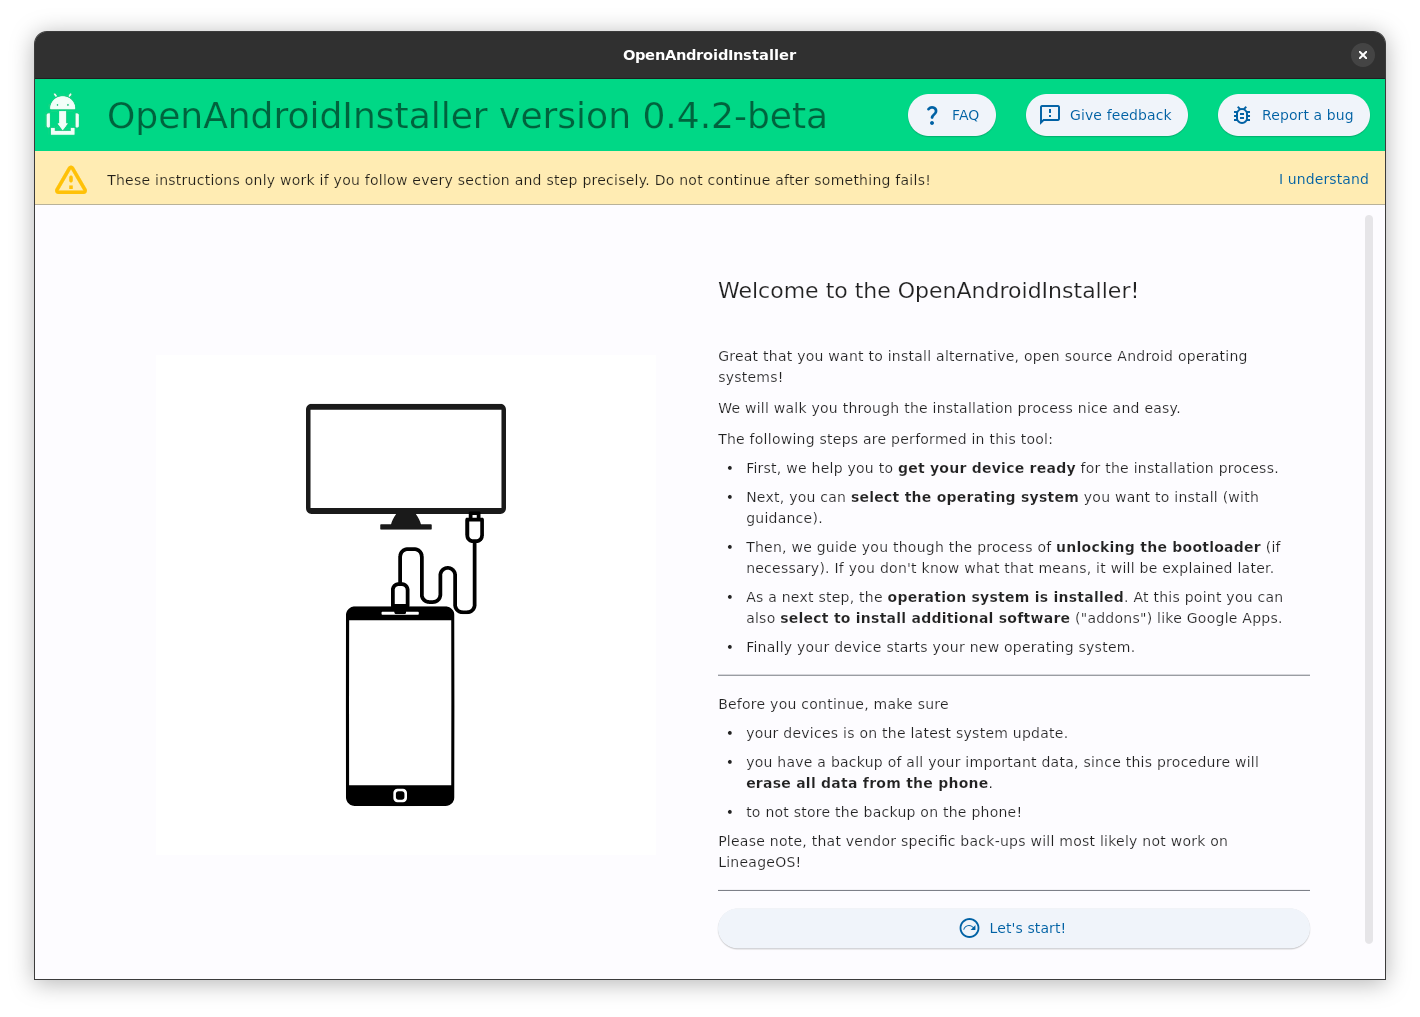 OpenAndroidInstaller
OpenAndroidInstaller version 0.4.2-beta
FAQ
Give feedback
Report a bug
These instructions only work if you follow every section and step precisely. Do not continue after something fails!
I understand
Welcome to the OpenAndroidInstaller!
Great that you want to install alternative, open source Android operating
systems!
We will walk you through the installation process nice and easy.
The following steps are performed in this tool:
• First, we help you to get your device ready for the installation process.
• Next, you can select the operating system you want to install (with
guidance).
• Then, we guide you though the process of unlocking the bootloader (if
necessary). If you don't know what that means, it will be explained later.
• As a next step, the operation system is installed. At this point you can
also select to install additional software ("addons") like Google Apps.
• Finally your device starts your new operating system.
Before you continue, make sure
• your devices is on the latest system update.
• you have a backup of all your important data, since this procedure will
erase all data from the phone.
• to not store the backup on the phone!
Please note, that vendor specific back-ups will most likely not work on
LineageOS!
Let's start!